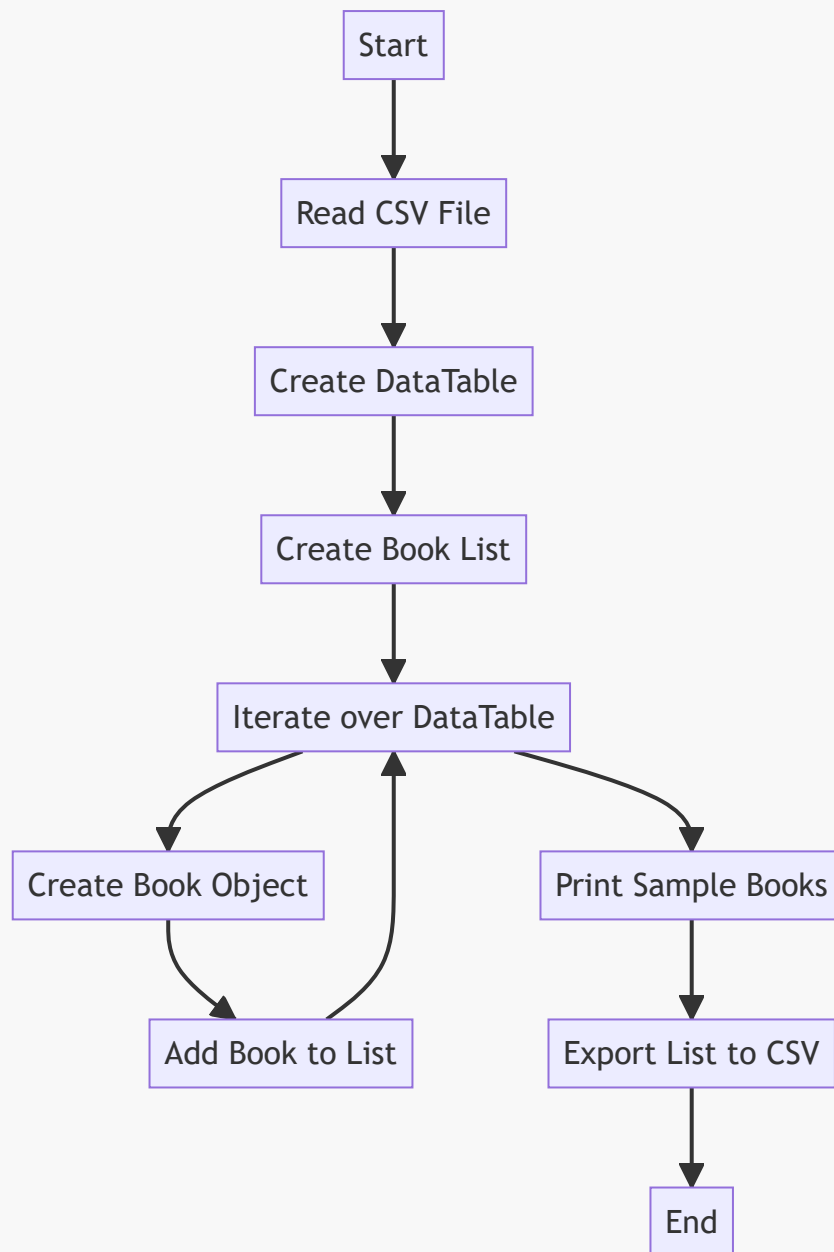 Start
Read CSV File
Create DataTable
Create Book List
Iterate over DataTable
Create Book Object
Print Sample Books
Add Book to List
Export List to CSV
End